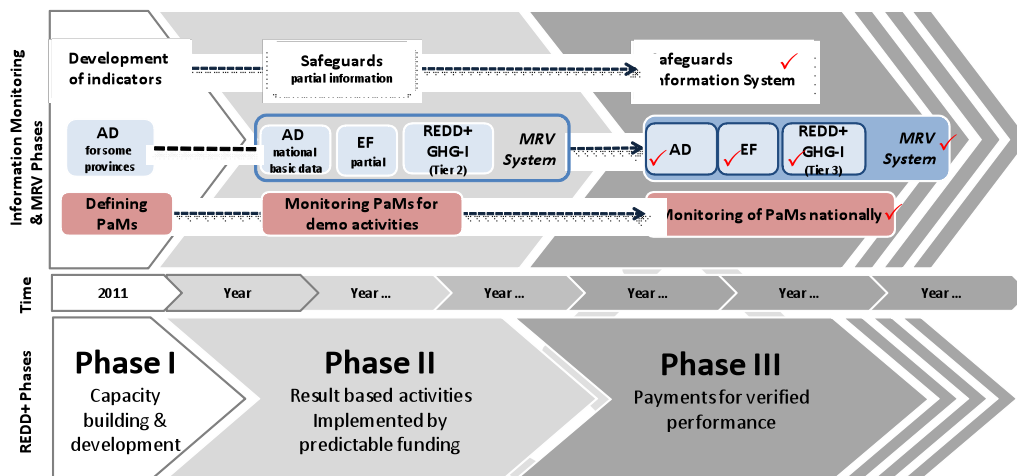 Information Monitoring
& MRV Phases
Development
of indicators
Safeguards
partial information
afeguards
nformation System
AD
for some
provinces
AD
national
basic data
EF
partial
REDD+
GHG-I
(Tier 2)
MRV
System
AD
EF
REDD+
GHG-I
(Tier 3)
MRV
System
Defining
PaMs
Monitoring PaMs for
demo activities
Monitoring of PaMs nationally
Time
2011
Year
Year ...
Year ...
Year ...
Year ...
Year ...
REDD+ Phases
Phase I
Capacity
building &
development
Phase II
Result based activities
Implemented by
predictable funding
Phase III
Payments for verified
performance